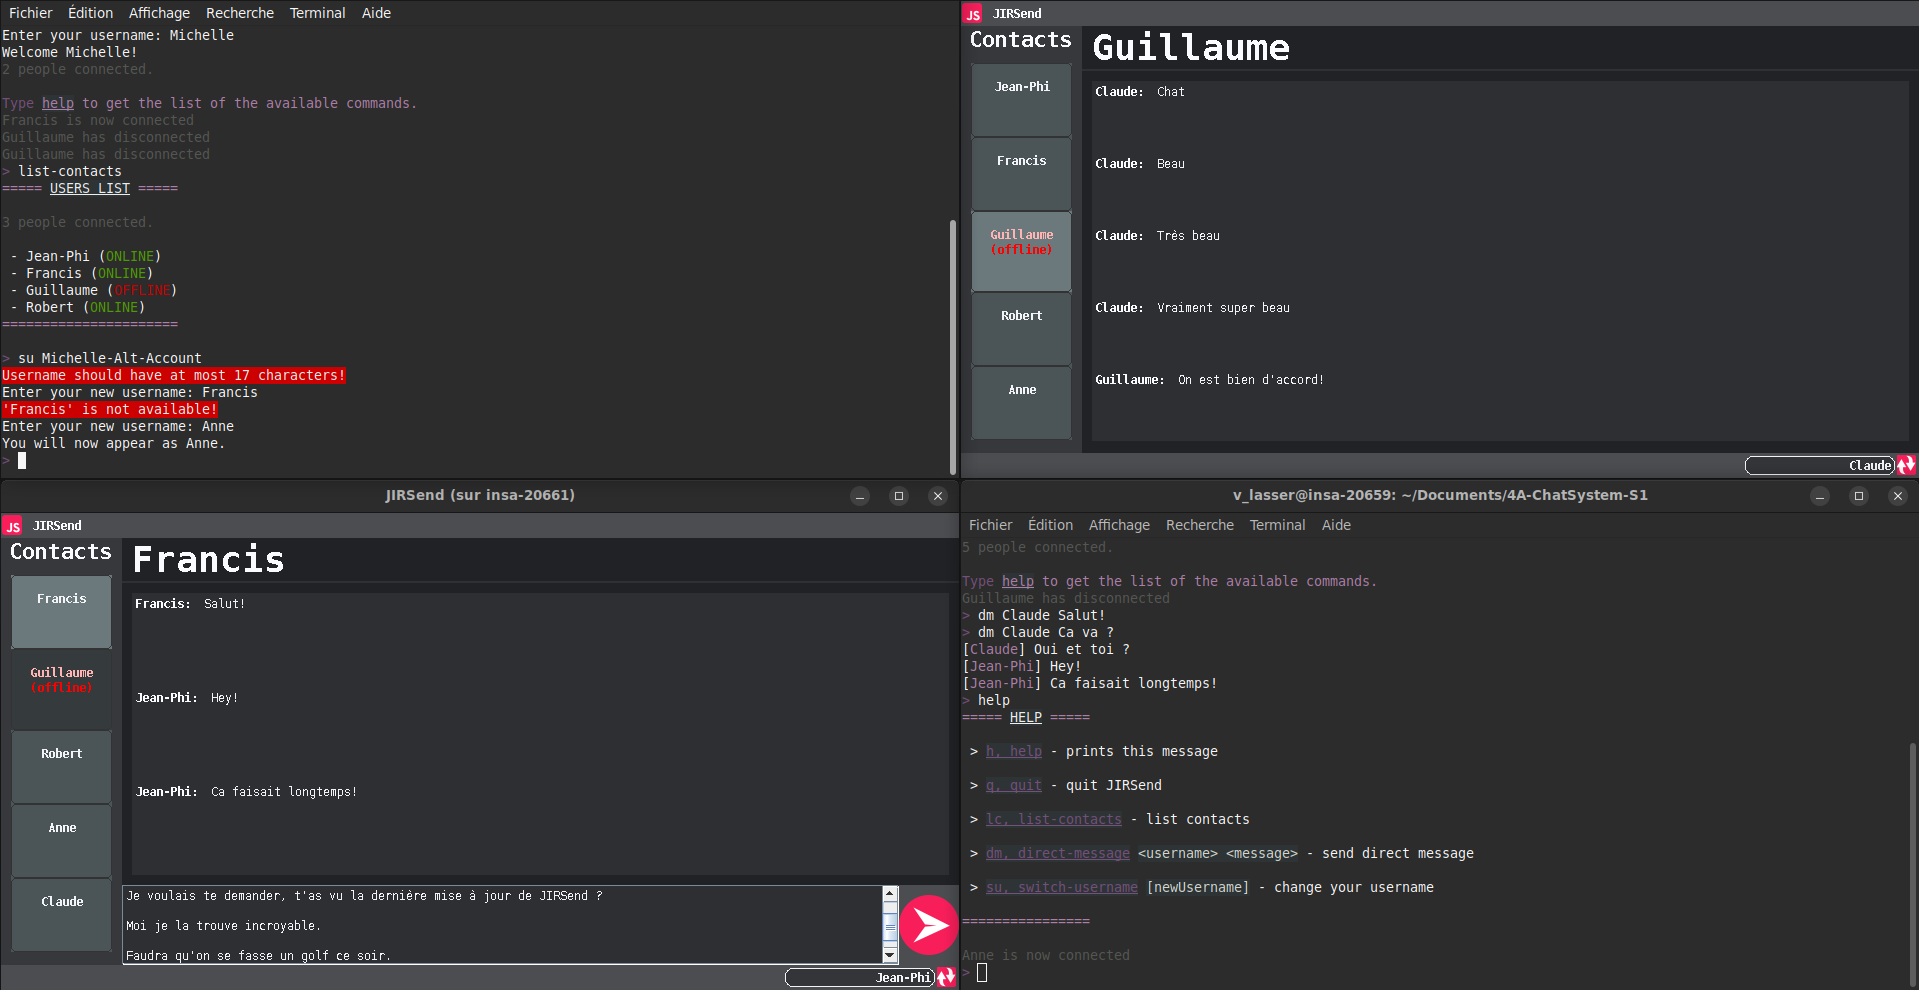 Fichier Édition Affichage Recherche Terminal Aide
Enter your username: Michelle
Welcome Michelle!
2 people connected.
Type help to get the list of the available commands.
Francis is now connected
Guillaume has disconnected
Guillaume has disconnected
> list-contacts
===== USERS LIST =====
3 people connected.
- Jean-Phi (ONLINE)
- Francis (ONLINE)
- Guillaume (OFFLINE)
- Robert (ONLINE)
======================
> su Michelle-Alt-Account
Username should have at most 17 characters!
Enter your new username: Francis
'Francis' is not available!
Enter your new username: Anne
You will now appear as Anne.
>
JS JIRSend
Contacts
Jean-Phi
Francis
Guillaume
(offline)
Robert
Anne
Guillaume
Claude: Chat
Claude: Beau
Claude: Très beau
Claude: Vraiment super beau
Guillaume: On est bien d'accord!
Claude
JIRSend (sur insa-20661)
JS JIRSend
Contacts
Francis
Guillaume
(offline)
Robert
Anne
Claude
Francis
Francis: Salut!
Jean-Phi: Hey!
Jean-Phi: Ca faisait longtemps!
Je voulais te demander, t'as vu la dernière mise à jour de JIRSend ?
Moi je la trouve incroyable.
Faudra qu'on se fasse un golf ce soir.
Jean-Phi
v_lasser@insa-20659: ~/Documents/4A-ChatSystem-S1
Fichier Édition Affichage Recherche Terminal Aide
5 people connected.
Type help to get the list of the available commands.
Guillaume has disconnected
> dm Claude Salut!
> dm Claude Ca va ?
[Claude] Oui et toi ?
[Jean-Phi] Hey!
[Jean-Phi] Ca faisait longtemps!
> help
===== HELP =====
> h, help - prints this message
> q, quit - quit JIRSend
> lc, list-contacts - list contacts
> dm, direct-message <username> <message> - send direct message
> su, switch-username [newUsername] - change your username
================
Anne is now connected
>